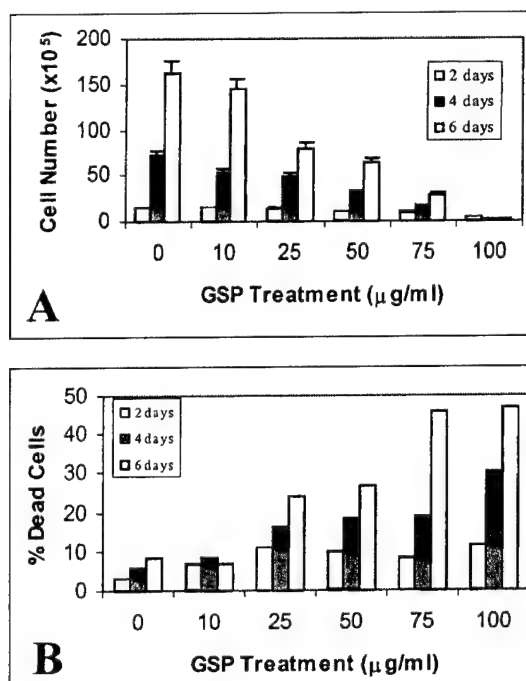 200
150
100
50
0
Cell Number (x10⁵)
2 days
4 days
6 days
0 10 25 50 75 100
GSP Treatment (μg/ml)
A
50
40
30
20
10
0
% Dead Cells
2 days
4 days
6 days
0 10 25 50 75 100
GSP Treatment (μg/ml)
B